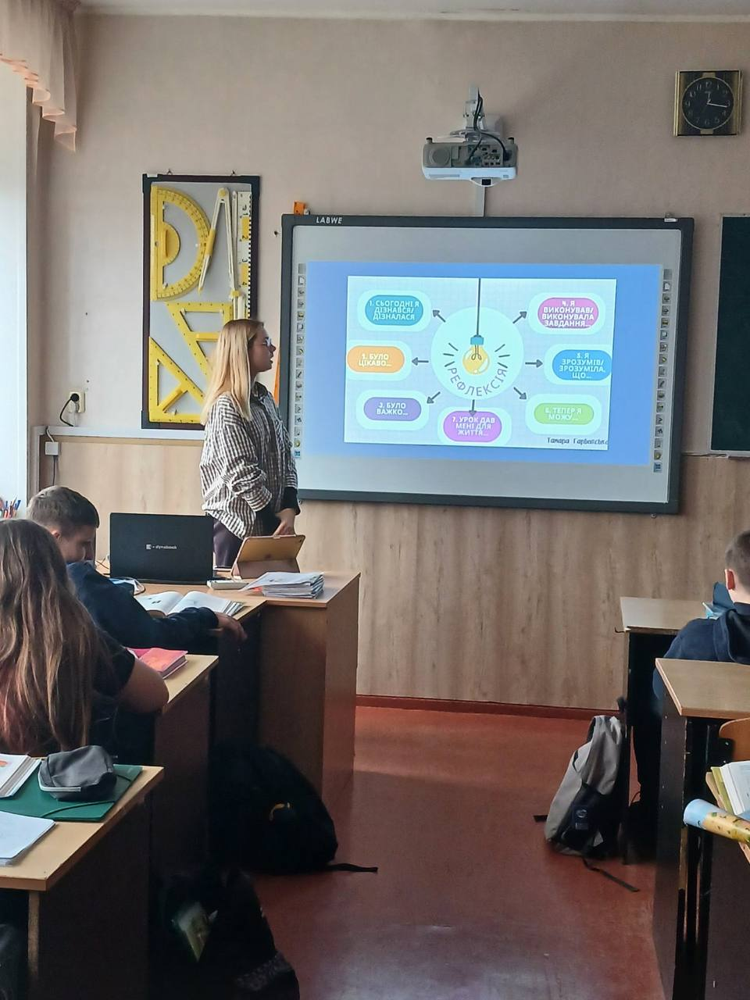 LABWE
1. СЬОГОДНІ Я
ДІЗНАВСЯ/
ДІЗНАЛАСЯ
4. Я
ВИКОНУВАВ/
ВИКОНУВАЛА
ЗАВДАННЯ...
2. БУЛО
ЦІКАВО...
5. Я
ЗРОЗУМІВ/
ЗРОЗУМІЛА,
ЩО...
РЕФЛЕКСІЯ
3. БУЛО
ВАЖКО...
6. ТЕПЕР Я
МОЖУ...
7. УРОК ДАВ
МЕНІ ДЛЯ
ЖИТТЯ...
Тамара
dynabook